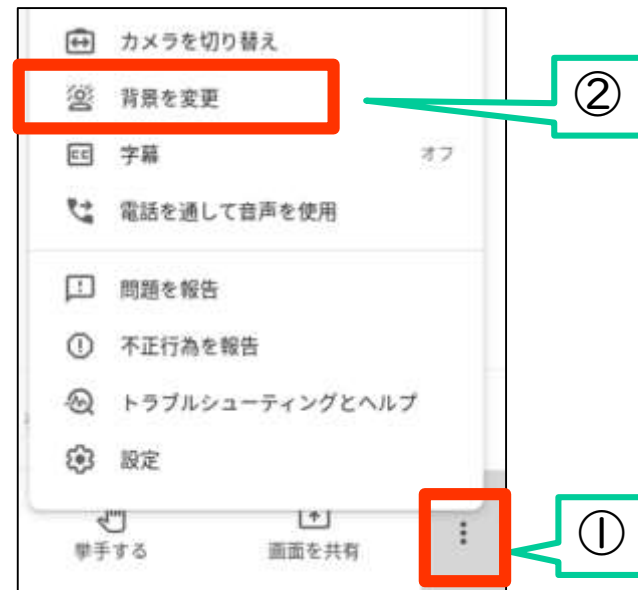 カメラを切り替え
背景を変更
②
字幕 オフ
電話を通して音声を使用
問題を報告
不正行為を報告
トラブルシューティングとヘルプ
設定
挙手する 画面を共有
①